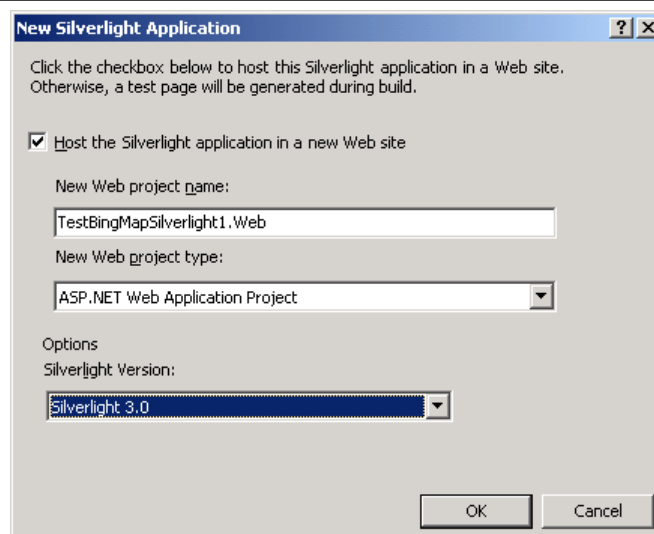 New Silverlight Application
Click the checkbox below to host this Silverlight application in a Web site.
Otherwise, a test page will be generated during build.
Host the Silverlight application in a new Web site
New Web project name:
TestBingMapSilverlight1.Web
New Web project type:
ASP.NET Web Application Project
Options
Silverlight Version:
Silverlight 3.0
OK Cancel